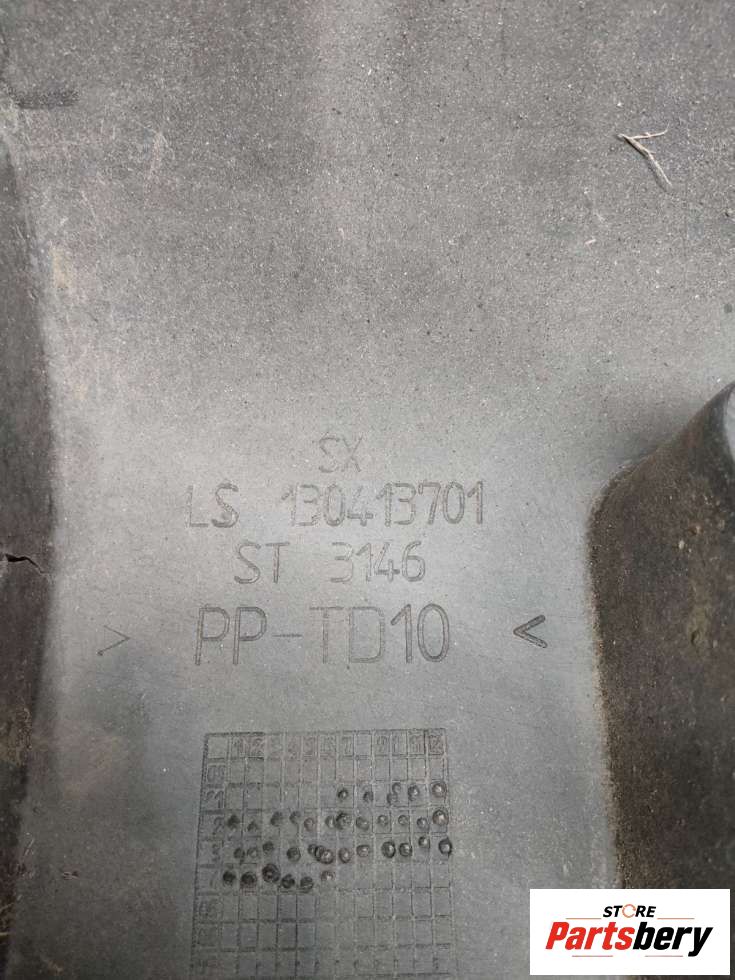 SX
LS 130413701
ST 3146
> PP-TD10 <
STORE
Partsbery